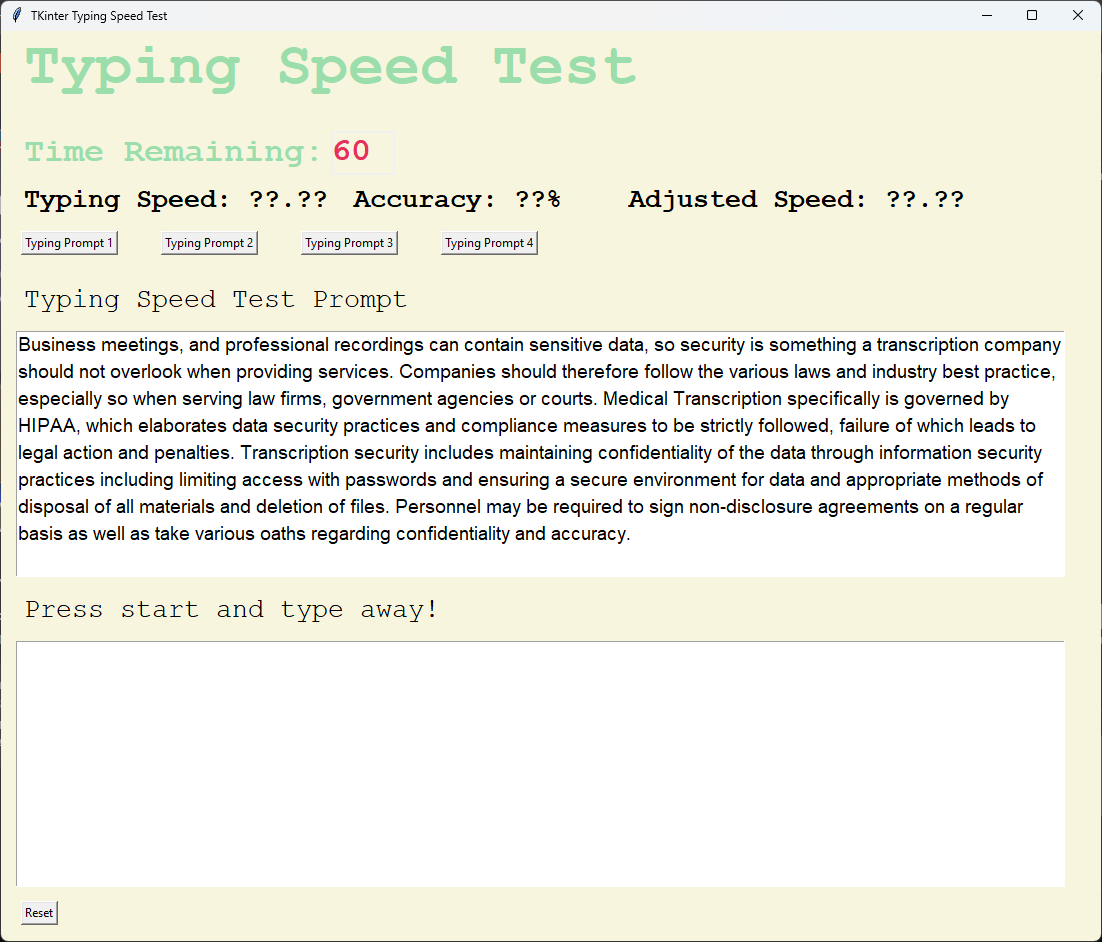 TKinter Typing Speed Test
Typing Speed Test
Time Remaining: 60
Typing Speed: ??.?? Accuracy: ??% Adjusted Speed: ??.??
Typing Prompt 1 Typing Prompt 2 Typing Prompt 3 Typing Prompt 4
Typing Speed Test Prompt
Business meetings, and professional recordings can contain sensitive data, so security is something a transcription company
should not overlook when providing services. Companies should therefore follow the various laws and industry best practice,
especially so when serving law firms, government agencies or courts. Medical Transcription specifically is governed by
HIPAA, which elaborates data security practices and compliance measures to be strictly followed, failure of which leads to
legal action and penalties. Transcription security includes maintaining confidentiality of the data through information security
practices including limiting access with passwords and ensuring a secure environment for data and appropriate methods of
disposal of all materials and deletion of files. Personnel may be required to sign non-disclosure agreements on a regular
basis as well as take various oaths regarding confidentiality and accuracy.
Press start and type away!
Reset